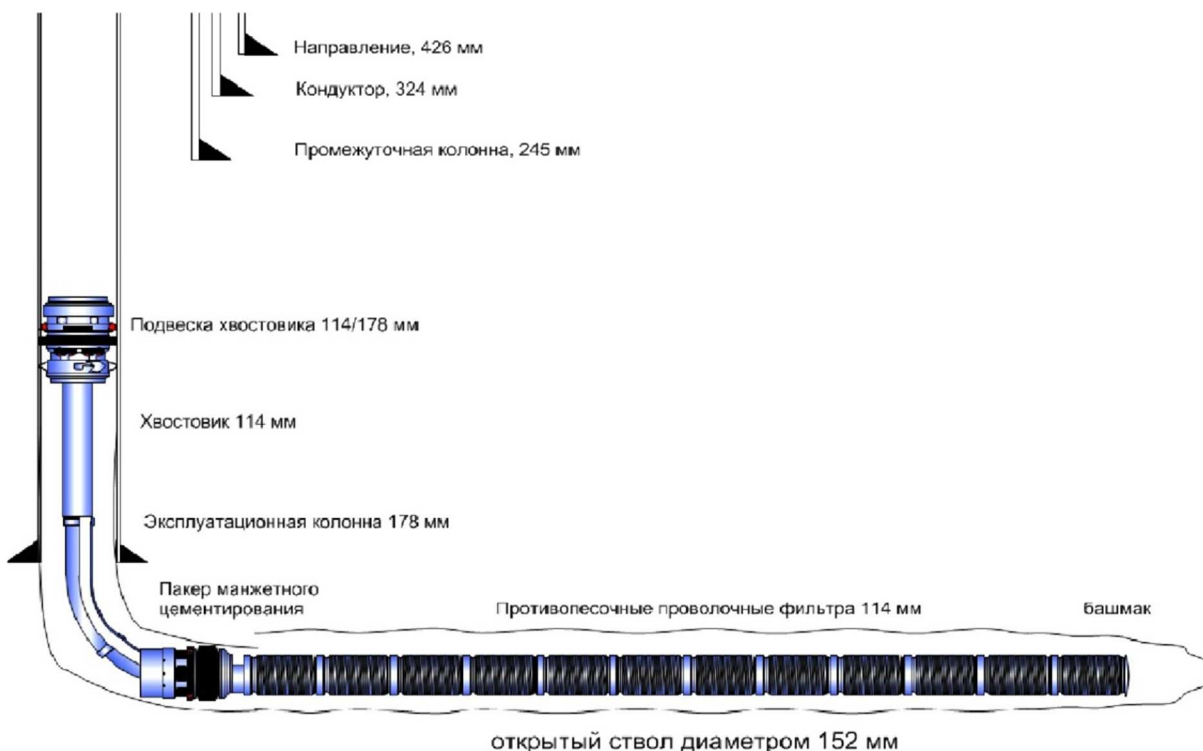 Направление, 426 мм
Кондуктор, 324 мм
Промежуточная колонна, 245 мм
Подвеска хвостовика 114/178 мм
Хвостовик 114 мм
Эксплуатационная колонна 178 мм
Пакер манжетного
цементирования
Противопесочные проволочные фильтра 114 мм
башмак
открытый ствол диаметром 152 мм